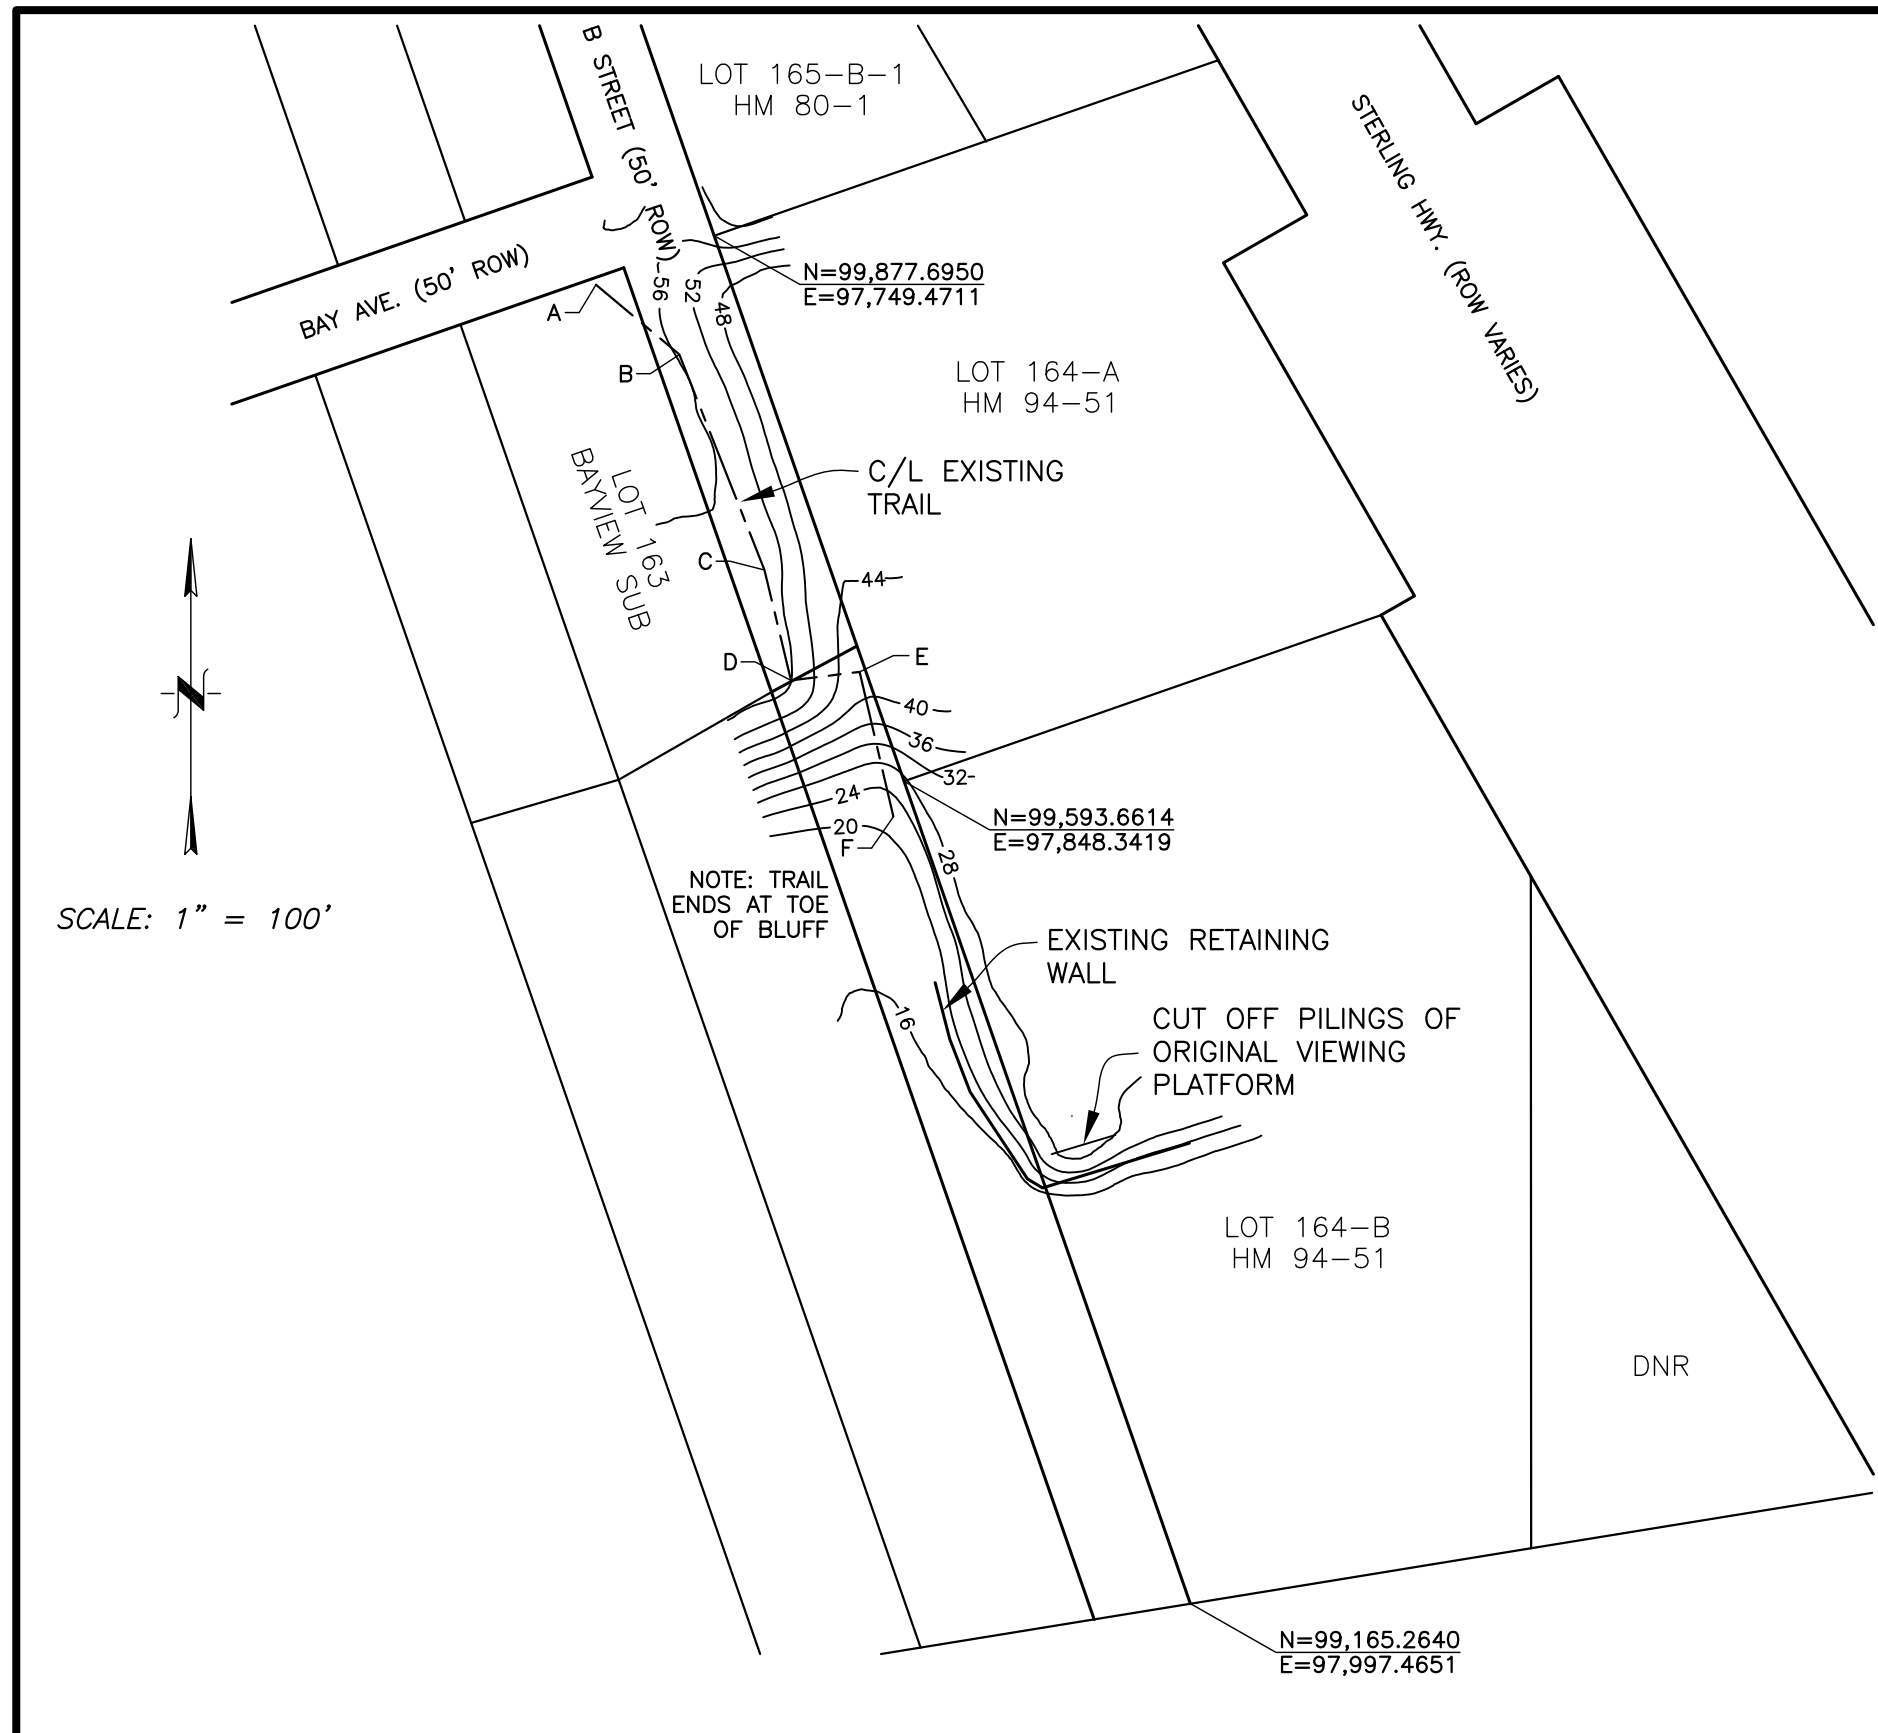 B STREET (50' ROW)
LOT 165-B-1
HM 80-1
STERLING HWY. (ROW VARIES)
BAY AVE. (50' ROW)
A
56
52
48
N=99,877.6950
E=97,749.4711
B
LOT 164-A
HM 94-51
C/L EXISTING
TRAIL
LOT 163
BAYVIEW SUB
C
44
D
E
40
36
32
N
24
20
F
28
N=99,593.6614
E=97,848.3419
NOTE: TRAIL
ENDS AT TOE
OF BLUFF
SCALE: 1" = 100'
EXISTING RETAINING
WALL
16
CUT OFF PILINGS OF
ORIGINAL VIEWING
PLATFORM
LOT 164-B
HM 94-51
DNR
N=99,165.2640
E=97,997.4651